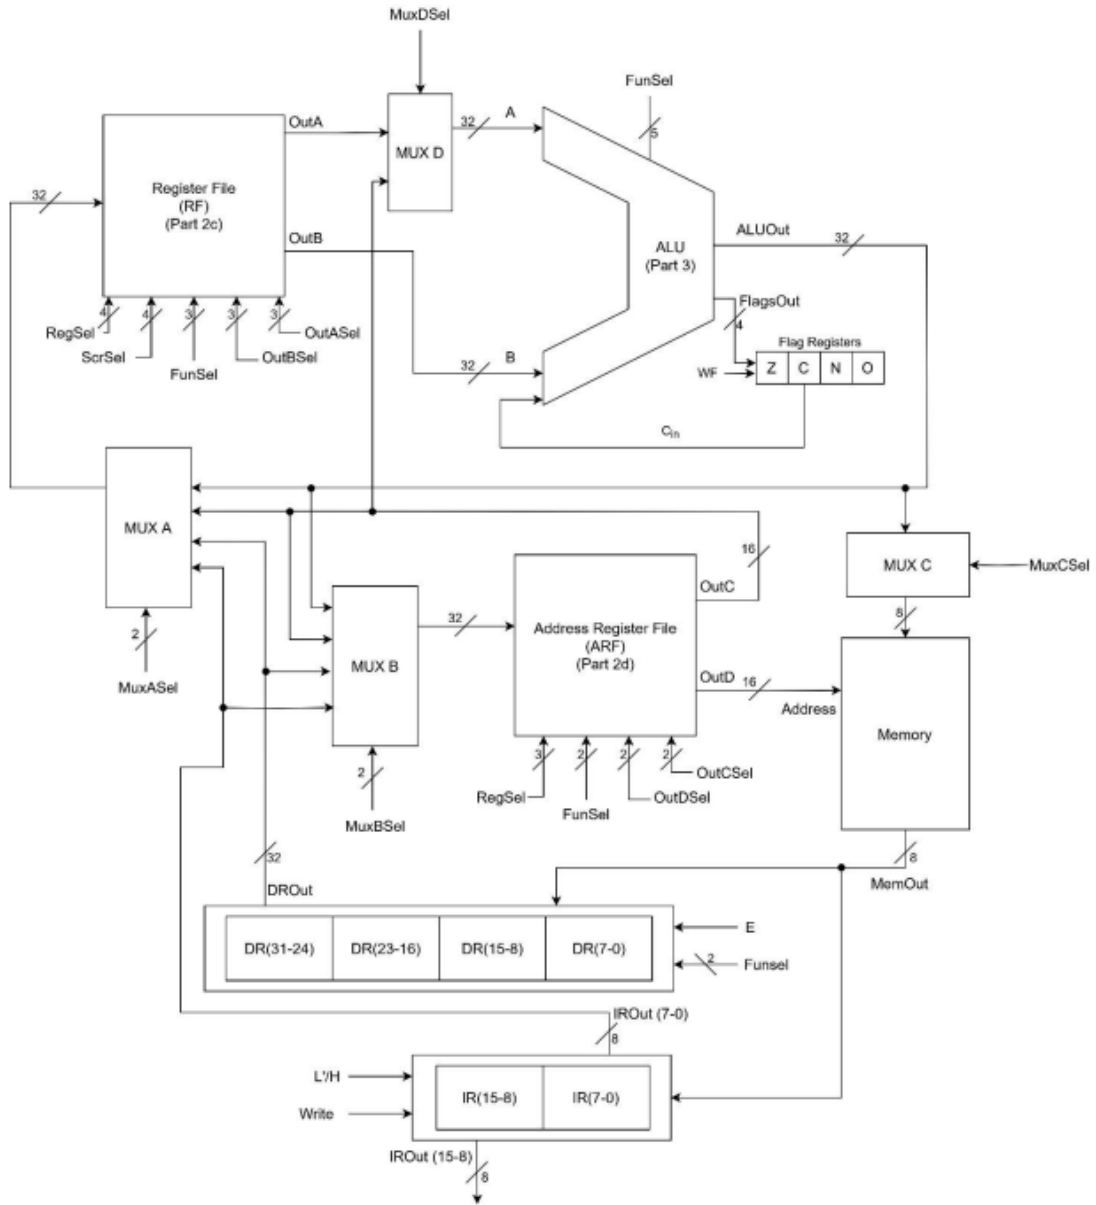 MuxDSel
FunSel
5
OutA
MUX D
32
A
Register File
(RF)
(Part 2c)
32
OutB
ALU
(Part 3)
ALUOut
32
FlagsOut
4
Flag Registers
Z C N O
WF
B
32
Cin
4
4
3
3
3
RegSel
ScrSel
FunSel
OutBSel
OutASel
MUX A
2
MuxASel
MUX B
32
2
MuxBSel
Address Register File
(ARF)
(Part 2d)
OutC
16
OutD
16
Address
3
2
2
2
RegSel
FunSel
OutDSel
OutCSel
MUX C
MuxCSel
8
Memory
8
MemOut
32
DROut
DR(31-24) DR(23-16) DR(15-8) DR(7-0)
E
2
Funsel
IROut (7-0)
8
L'/H
Write
IR(15-8) IR(7-0)
IROut (15-8)
8